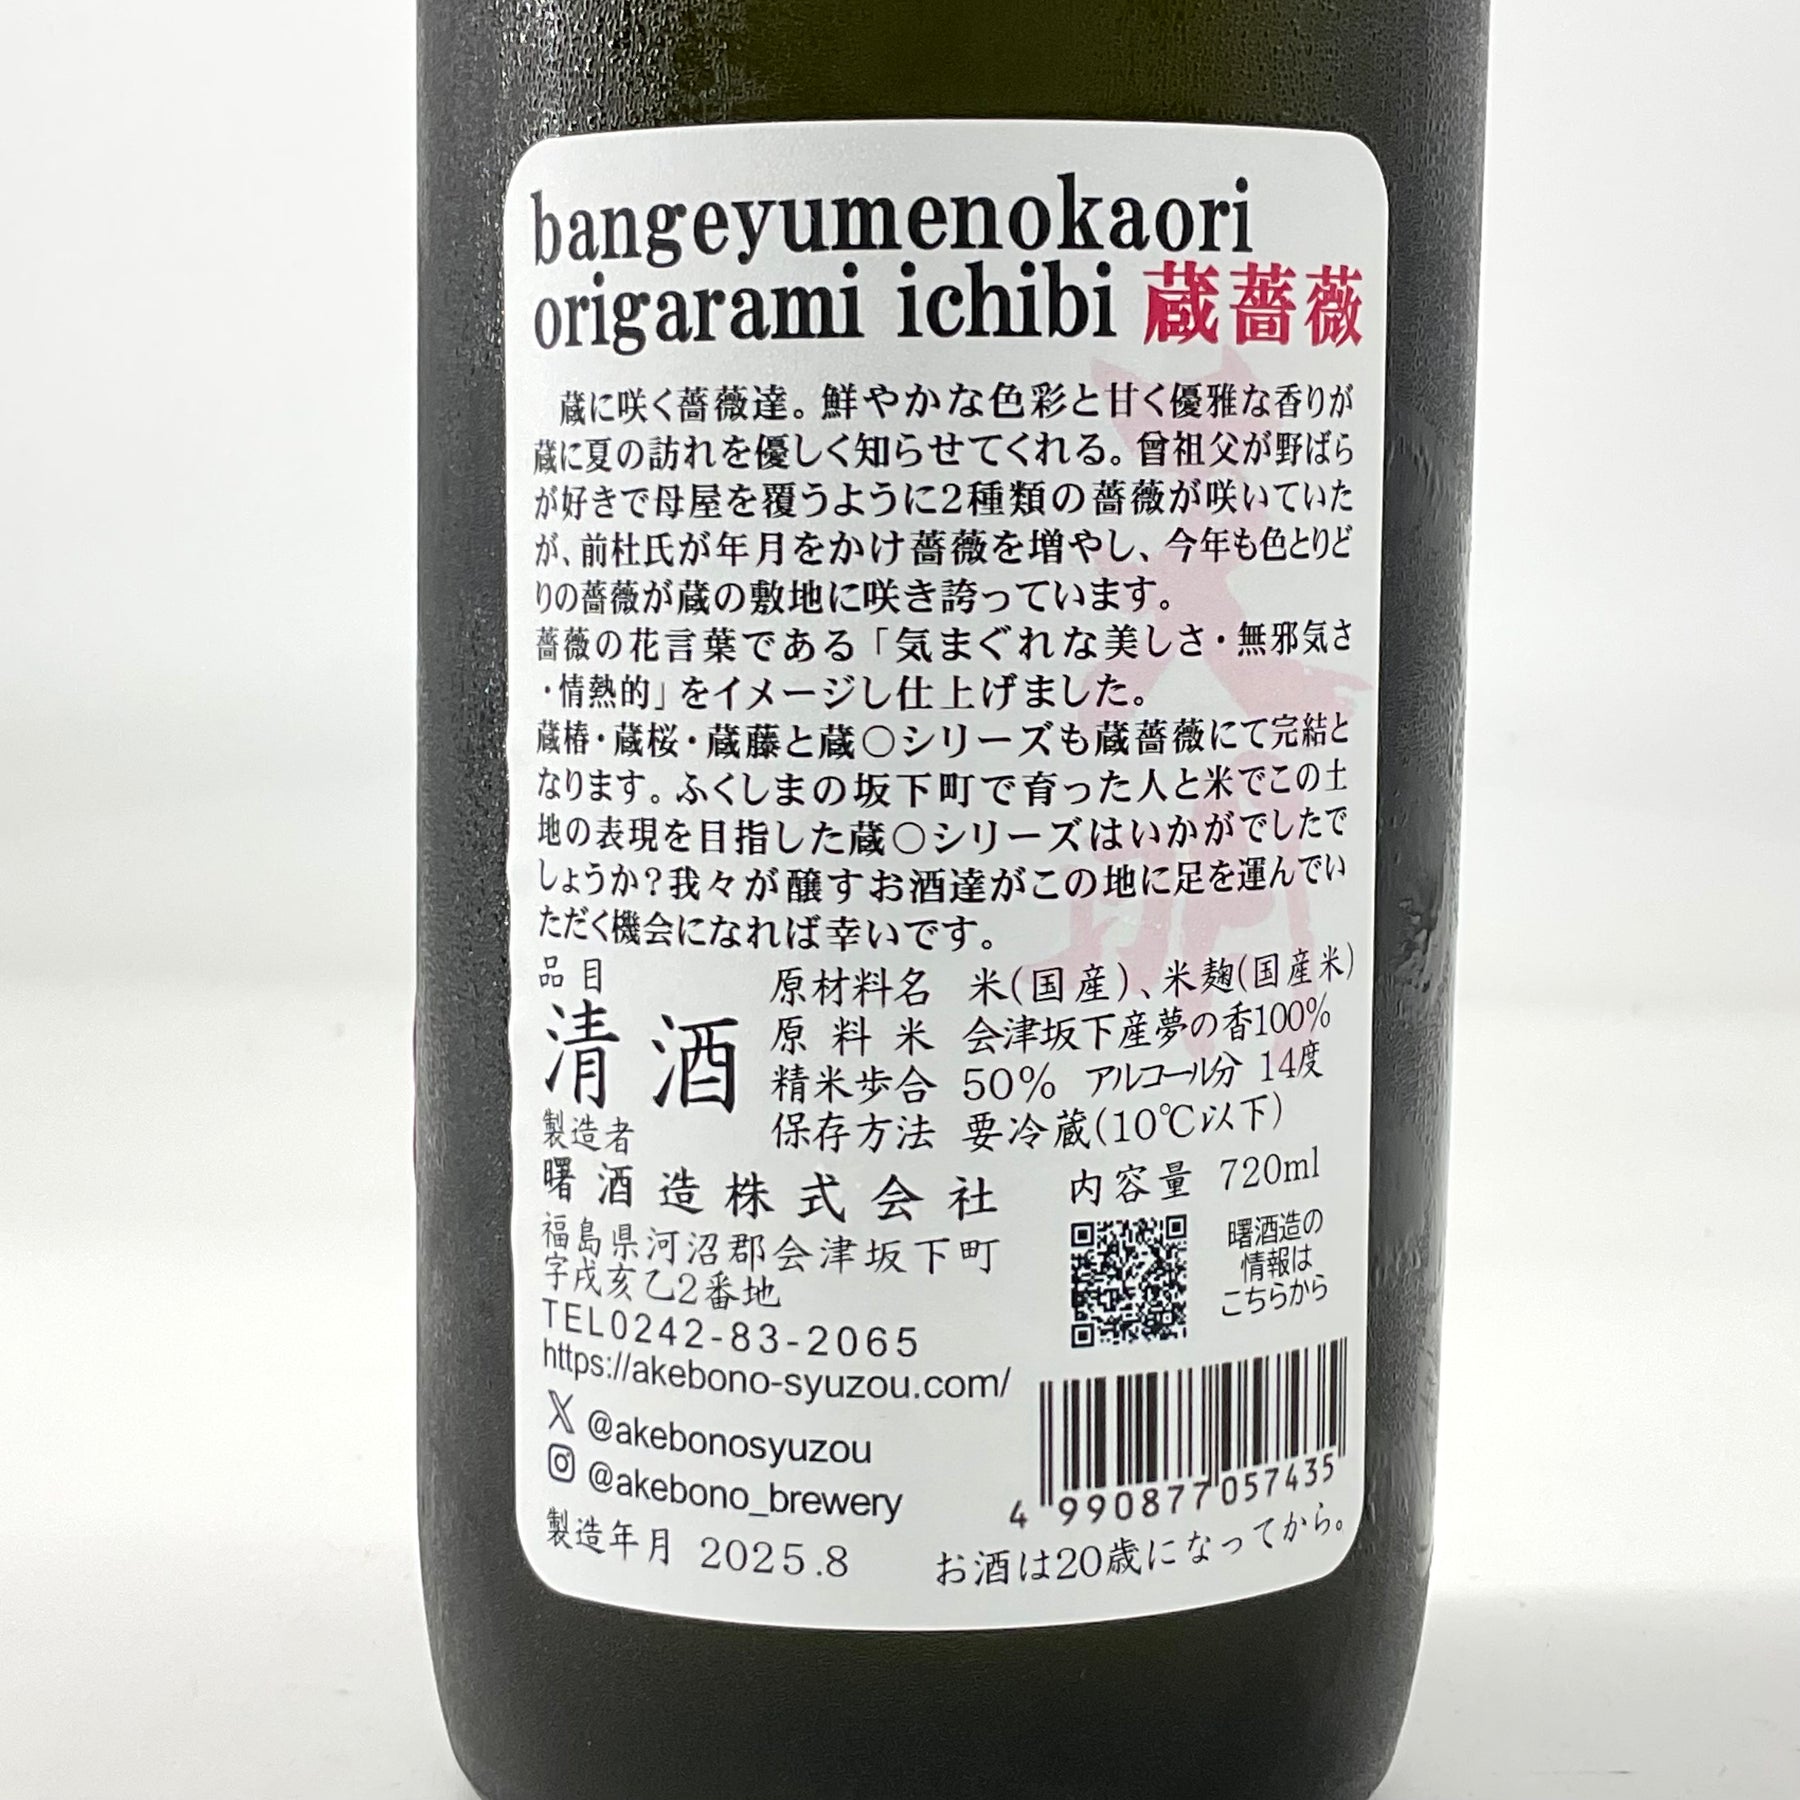 bangeyumenokaori
origarami ichibi 蔵薔薇
蔵に咲く薔薇達。鮮やかな色彩と甘く優雅な香りが
蔵に夏の訪れを優しく知らせてくれる。曾祖父が野ばら
が好きで母屋を覆うように2種類の薔薇が咲いていた
が、前杜氏が年月をかけ薔薇を増やし、今年も色とりど
りの薔薇が蔵の敷地に咲き誇っています。
薔薇の花言葉である「気まぐれな美しさ・無邪気さ
・情熱的」をイメージし仕上げました。
蔵椿・蔵桜・蔵藤と蔵〇シリーズも蔵薔薇にて完結と
なります。ふくしまの坂下町で育った人と米でこの土
地の表現を目指した蔵〇シリーズはいかがでしたで
しょうか?我々が醸すお酒達がこの地に足を運んでい
ただく機会になれば幸いです。
品目
清酒
原材料名 米(国産)、米麹(国産米)
原料米 会津坂下産夢の香100%
精米歩合 50% アルコール分 14度
保存方法 要冷蔵(10℃以下)
内容量 720ml
製造者
曙酒造株式会社
福島県河沼郡会津坂下町
字戌亥乙2番地
TEL0242-83-2065
https://akebono-syuzou.com/
X @akebonosyuzou
@akebono_brewery
製造年月 2025.8
曙酒造の
情報は
こちらから
4 990877 057435
お酒は20歳になってから。